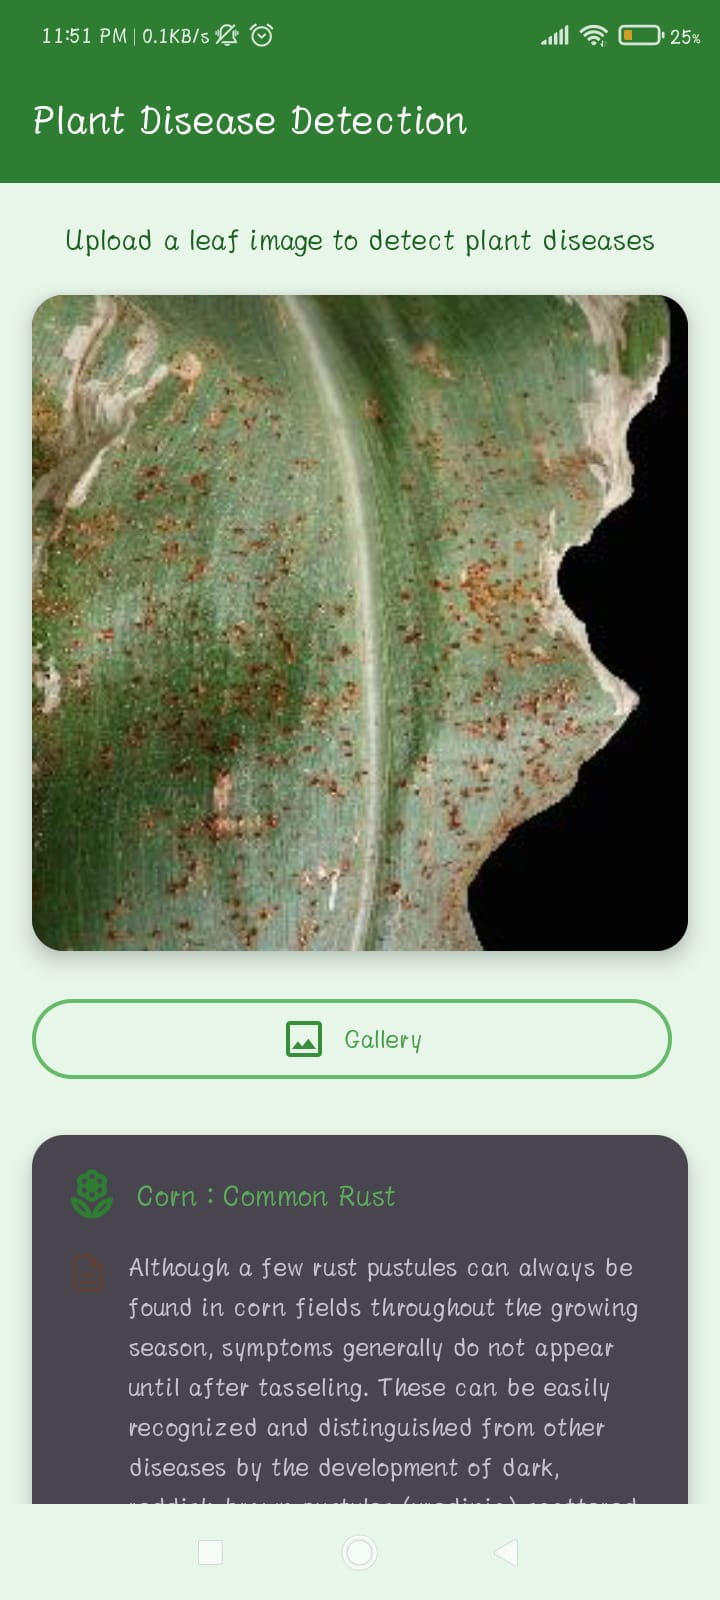 11:51 PM | 0.1KB/s 25%
Plant Disease Detection
Upload a leaf image to detect plant diseases
Gallery
Corn : Common Rust
Although a few rust pustules can always be
found in corn fields throughout the growing
season, symptoms generally do not appear
until after tasseling. These can be easily
recognized and distinguished from other
diseases by the development of dark,